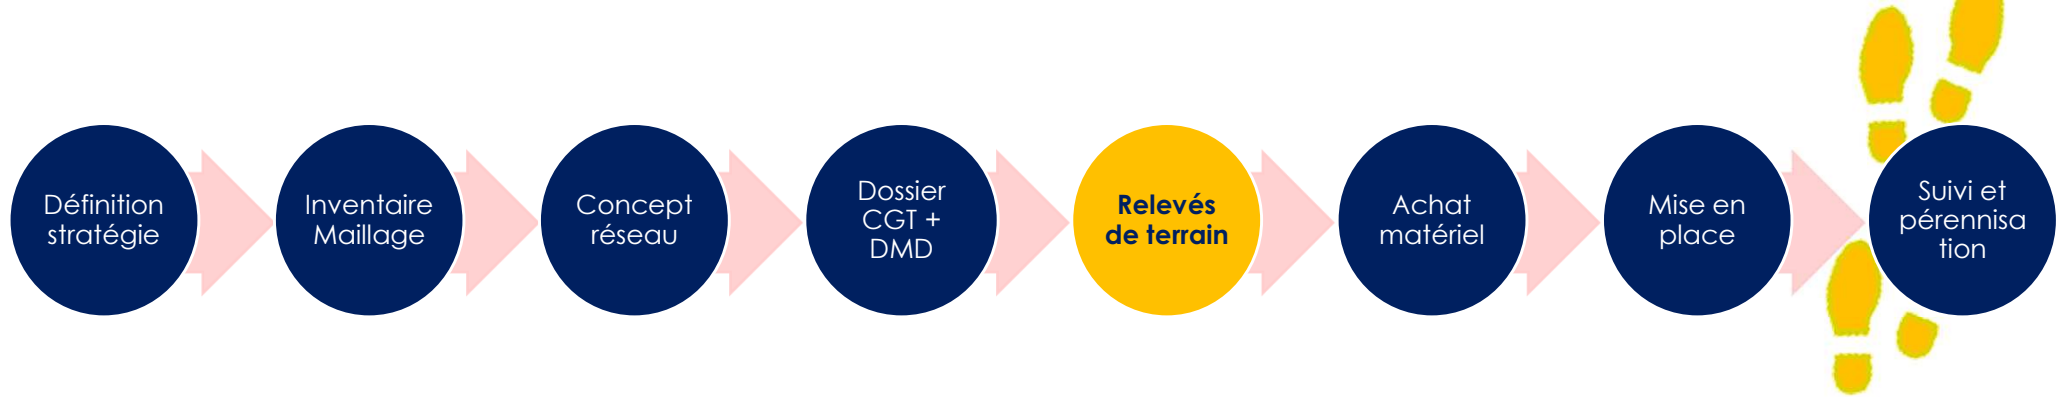 Définition
stratégie
Inventaire
Maillage
Concept
réseau
Dossier
CGT +
DMD
Relevés
de terrain
Achat
matériel
Mise en
place
Suivi et
pérennisa
tion